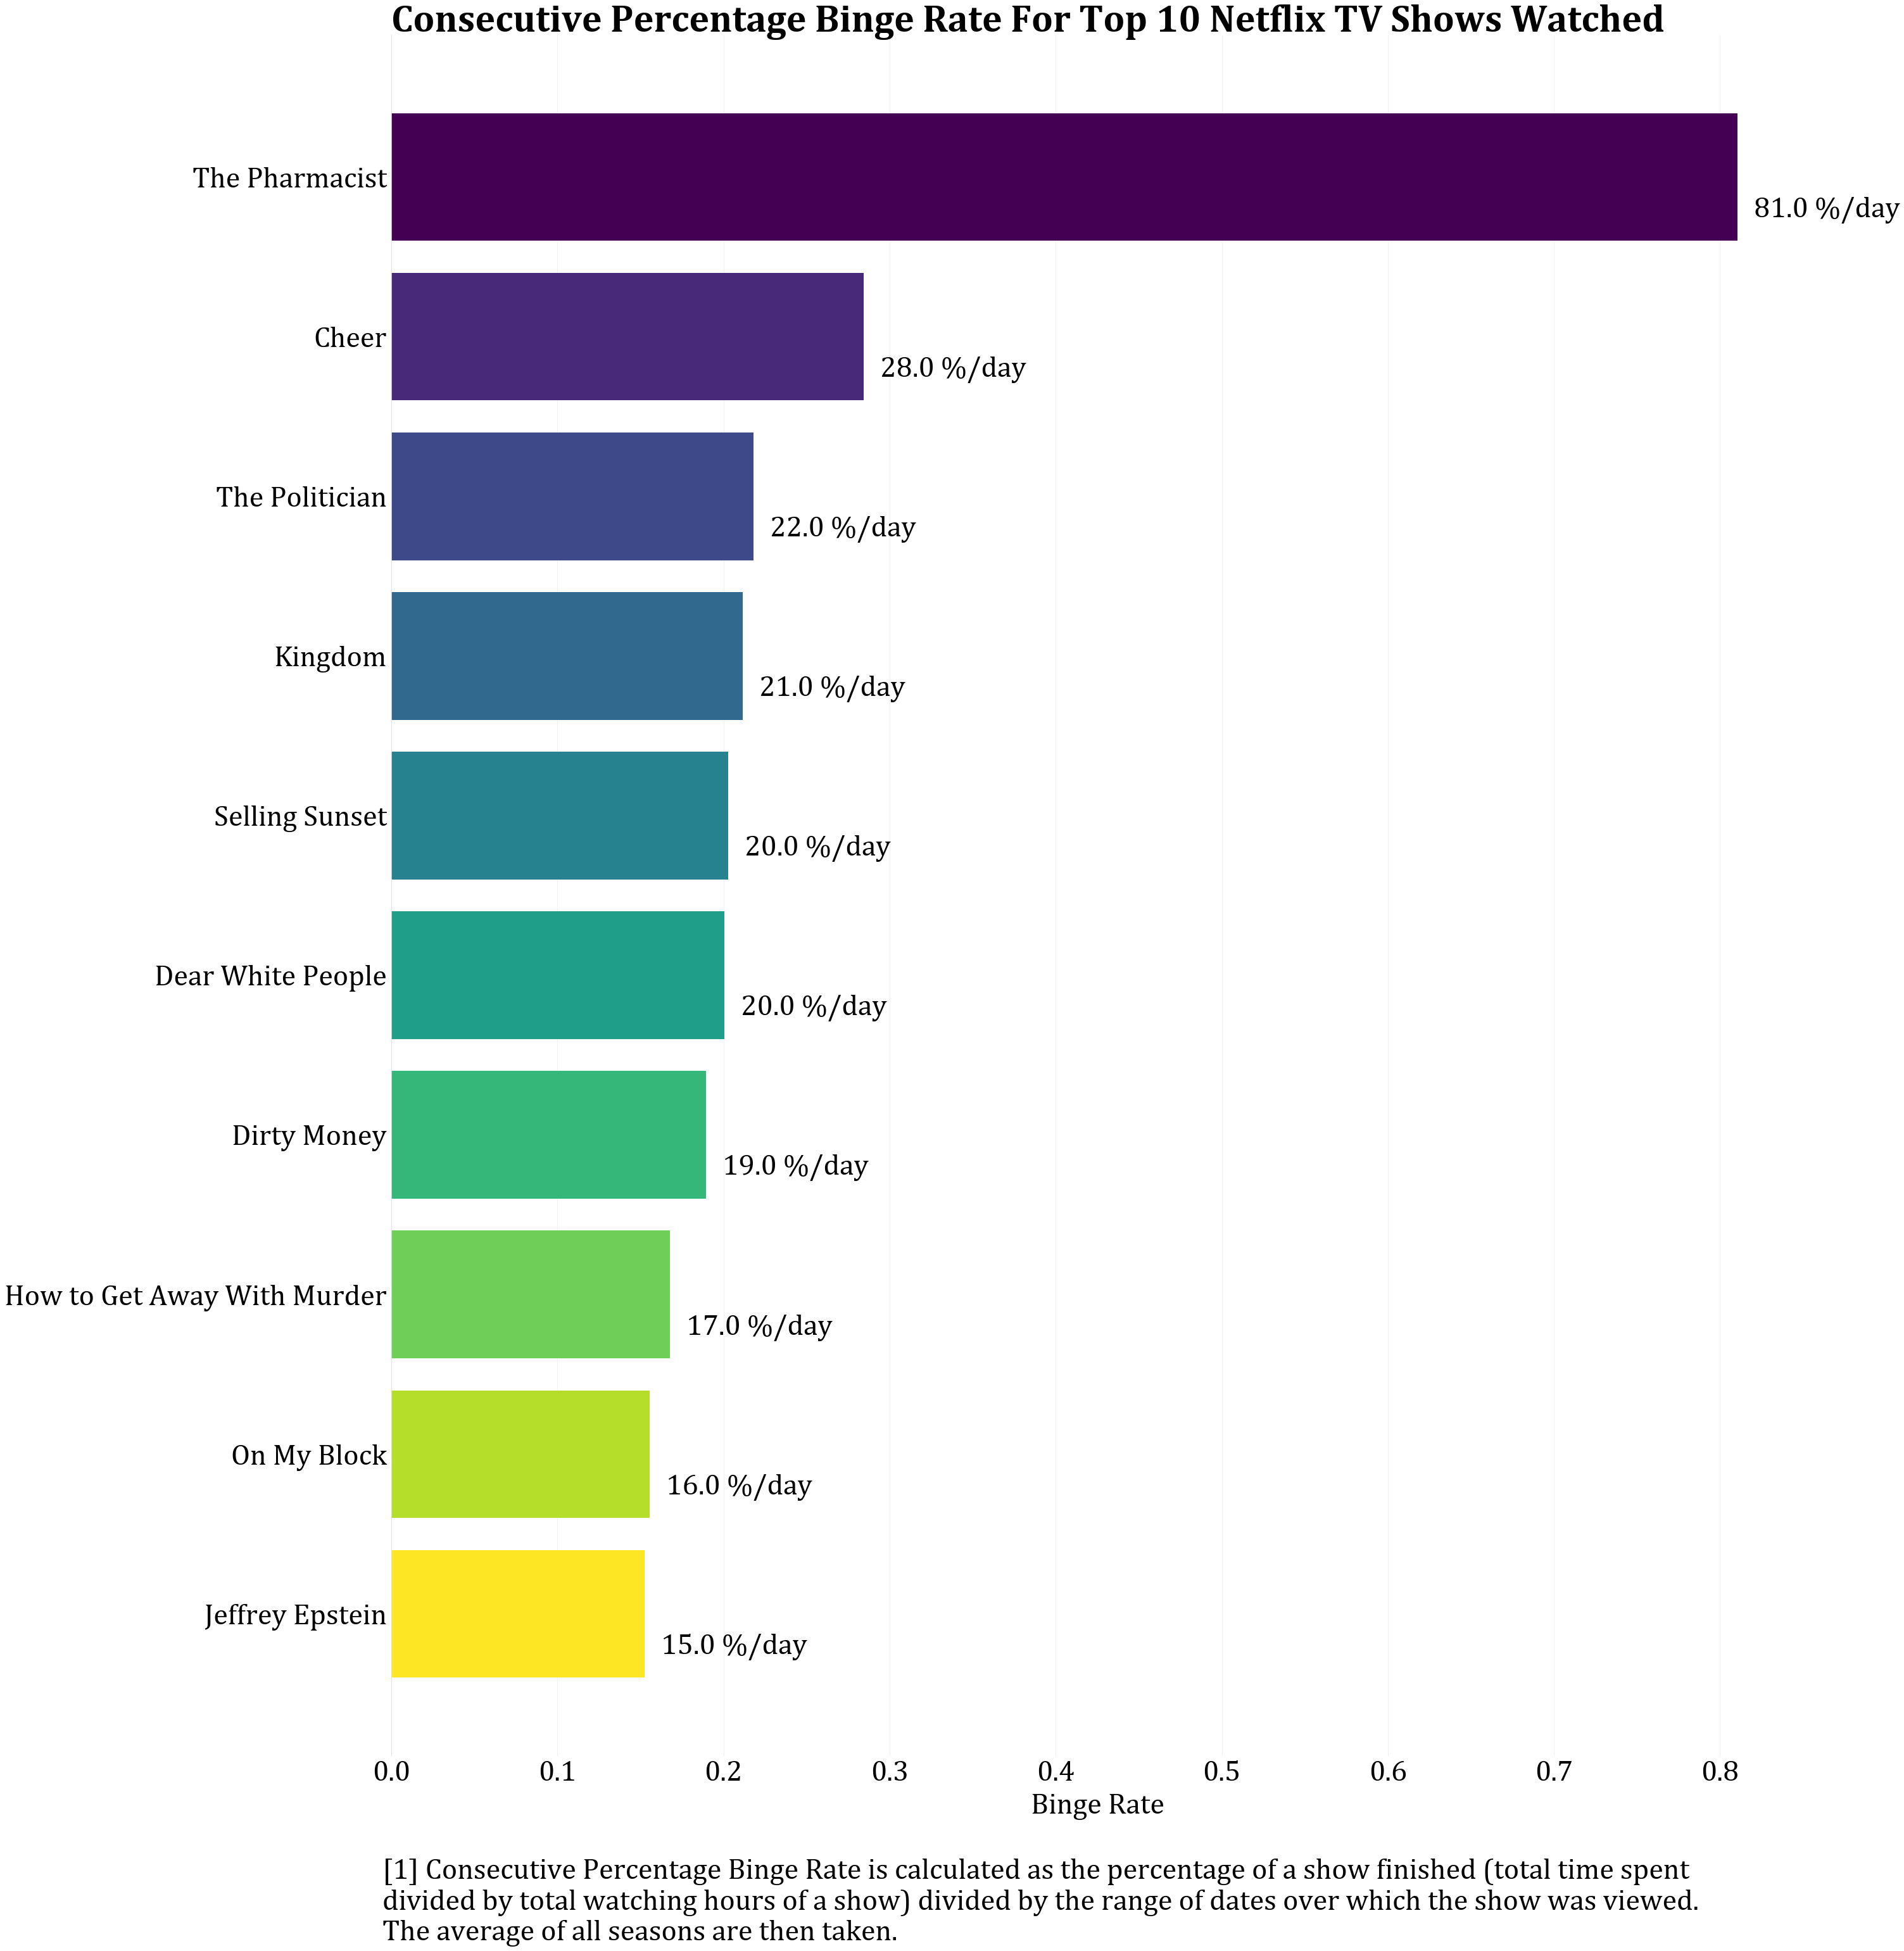 Consecutive Percentage Binge Rate For Top 10 Netflix TV Shows Watched
The Pharmacist
81.0 %/day
Cheer
28.0 %/day
The Politician
22.0 %/day
Kingdom
21.0 %/day
Selling Sunset
20.0 %/day
Dear White People
20.0 %/day
Dirty Money
19.0 %/day
How to Get Away With Murder
17.0 %/day
On My Block
16.0 %/day
Jeffrey Epstein
15.0 %/day
0.0 0.1 0.2 0.3 0.4 0.5 0.6 0.7 0.8
Binge Rate
[1] Consecutive Percentage Binge Rate is calculated as the percentage of a show finished (total time spent
divided by total watching hours of a show) divided by the range of dates over which the show was viewed.
The average of all seasons are then taken.